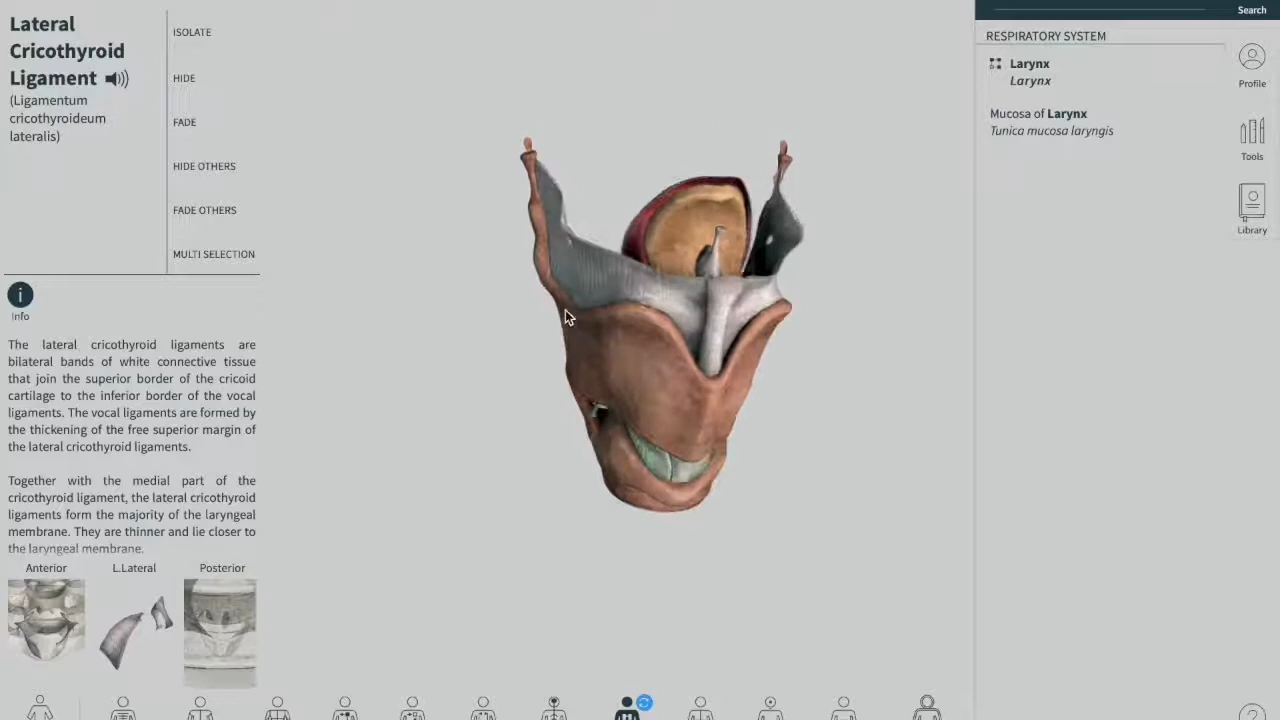 Lateral
Cricothyroid
Ligament
(Ligamentum
cricothyroideum
lateralis)
ISOLATE
HIDE
FADE
HIDE OTHERS
FADE OTHERS
MULTI SELECTION
i
Info
The lateral cricothyroid ligaments are
bilateral bands of white connective tissue
that join the superior border of the cricoid
cartilage to the inferior border of the vocal
ligaments. The vocal ligaments are formed by
the thickening of the free superior margin of
the lateral cricothyroid ligaments.
Together with the medial part of the
cricothyroid ligament, the lateral cricothyroid
ligaments form the majority of the laryngeal
membrane. They are thinner and lie closer to
the laryngeal membrane.
Anterior
L.Lateral
Posterior
Search
RESPIRATORY SYSTEM
Larynx
Larynx
Mucosa of Larynx
Tunica mucosa laryngis
Profile
Tools
Library
?